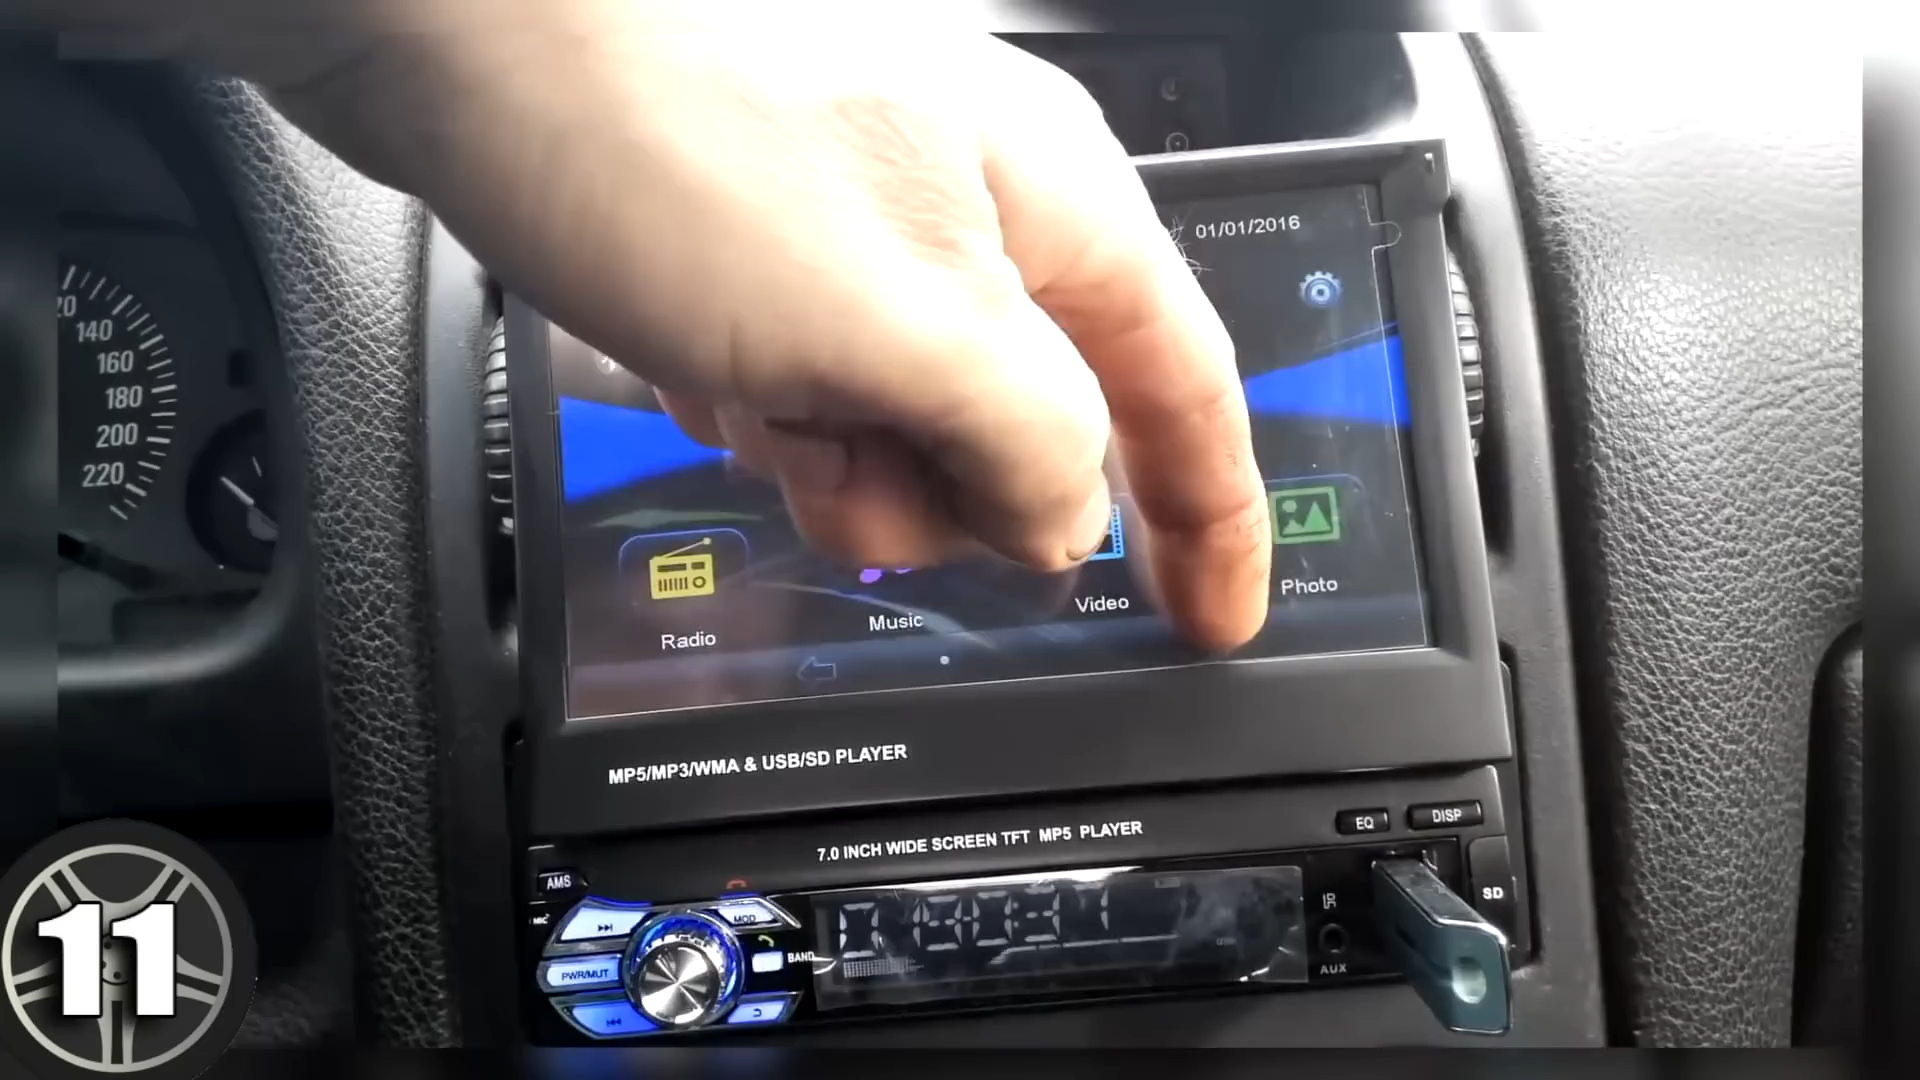 01/01/2016
140
160
180
200
220
Radio
Music
Video
Photo
MP5/MP3/WMA & USB/SD PLAYER
7.0 INCH WIDE SCREEN TFT MP5 PLAYER
EQ
DISP
AMS
MIC
MOD
BAND
PWR/MUT
SD
AUX
11